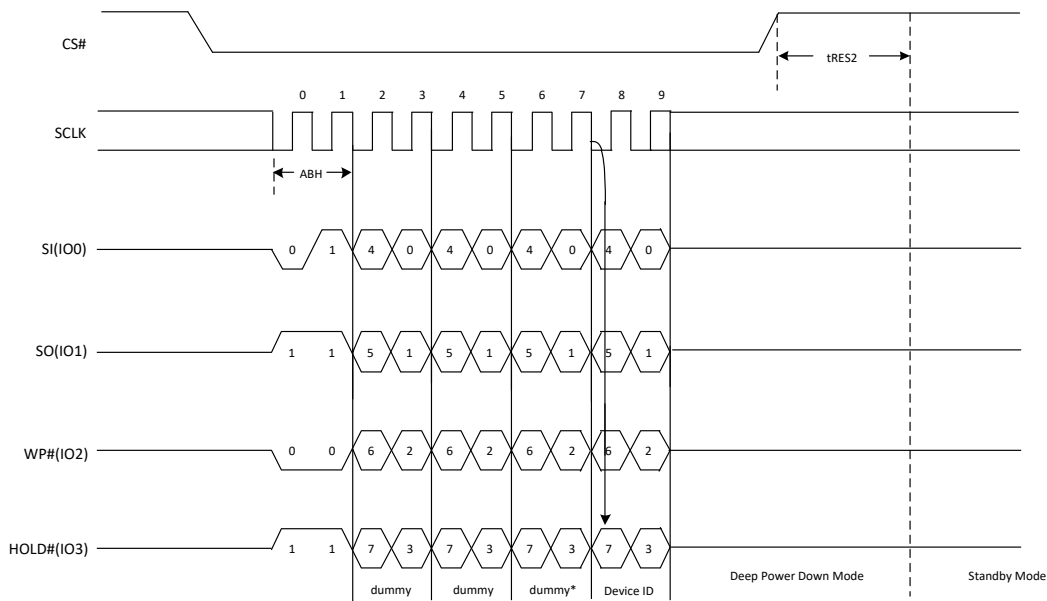 CS#
tRES2
0 1 2 3 4 5 6 7 8 9
SCLK
ABH
SI(IO0) 0 1 4 0 4 0 4 0 4 0
SO(IO1) 1 1 5 1 5 1 5 1 5 1
WP#(IO2) 0 0 6 2 6 2 6 2 6 2
HOLD#(IO3) 1 1 7 3 7 3 7 3 7 3
dummy dummy dummy* Device ID Deep Power Down Mode Standby Mode